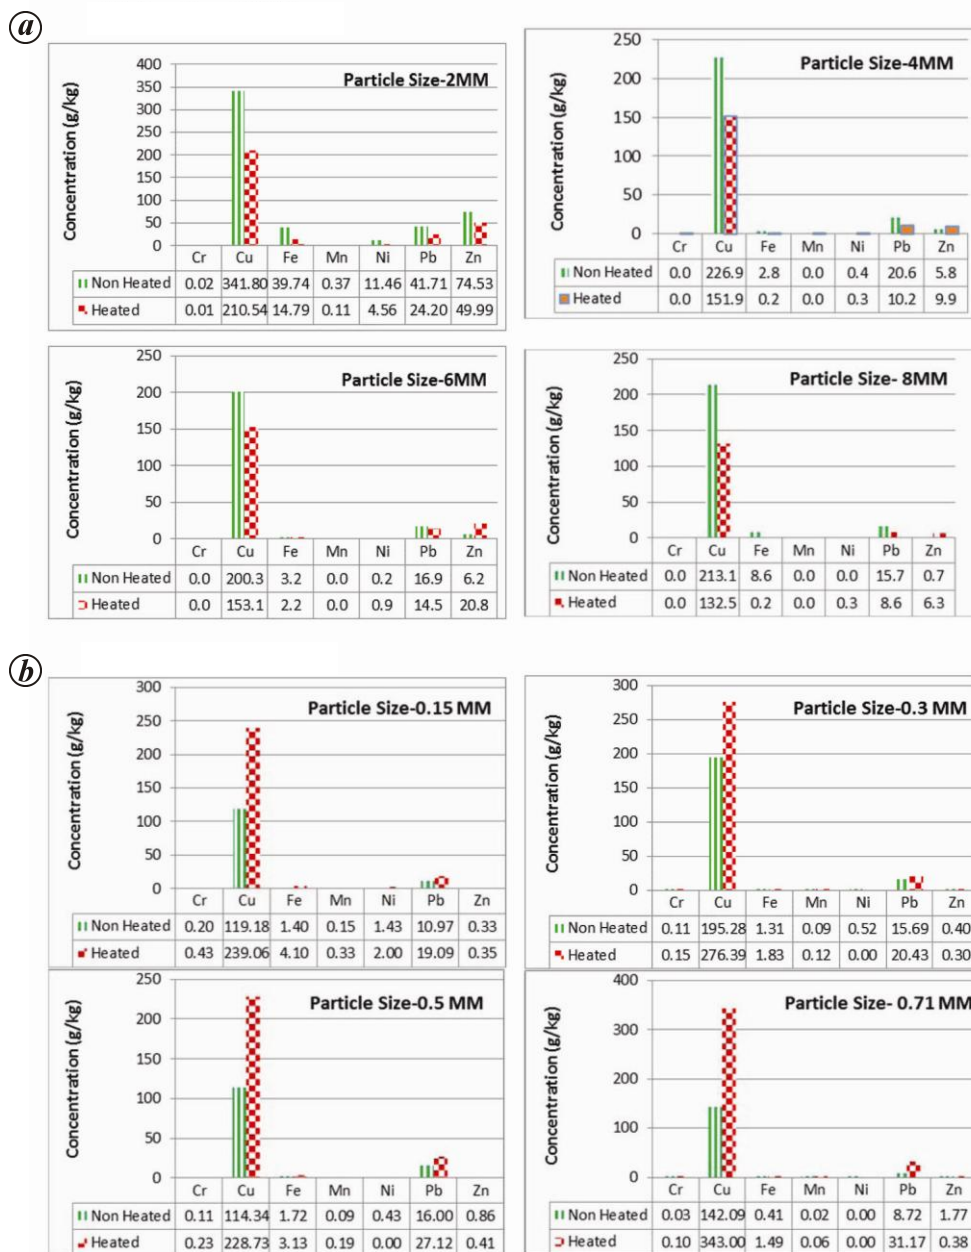 a
Particle Size-2MM
Concentration (g/kg)
400
350
300
250
200
150
100
50
0
Cr Cu Fe Mn Ni Pb Zn
Non Heated 0.02 341.80 39.74 0.37 11.46 41.71 74.53
Heated 0.01 210.54 14.79 0.11 4.56 24.20 49.99
Particle Size-4MM
Concentration (g/kg)
250
200
150
100
50
0
Cr Cu Fe Mn Ni Pb Zn
Non Heated 0.0 226.9 2.8 0.0 0.4 20.6 5.8
Heated 0.0 151.9 0.2 0.0 0.3 10.2 9.9
Particle Size-6MM
Concentration (g/kg)
250
200
150
100
50
0
Cr Cu Fe Mn Ni Pb Zn
Non Heated 0.0 200.3 3.2 0.0 0.2 16.9 6.2
Heated 0.0 153.1 2.2 0.0 0.9 14.5 20.8
Particle Size- 8MM
Concentration (g/kg)
250
200
150
100
50
0
Cr Cu Fe Mn Ni Pb Zn
Non Heated 0.0 213.1 8.6 0.0 0.0 15.7 0.7
Heated 0.0 132.5 0.2 0.0 0.3 8.6 6.3
b
Particle Size-0.15 MM
Concentration (g/kg)
300
250
200
150
100
50
0
Cr Cu Fe Mn Ni Pb Zn
Non Heated 0.20 119.18 1.40 0.15 1.43 10.97 0.33
Heated 0.43 239.06 4.10 0.33 2.00 19.09 0.35
Particle Size-0.3 MM
Concentration (g/kg)
300
250
200
150
100
50
0
Cr Cu Fe Mn Ni Pb Zn
Non Heated 0.11 195.28 1.31 0.09 0.52 15.69 0.40
Heated 0.15 276.39 1.83 0.12 0.00 20.43 0.30
Particle Size-0.5 MM
Concentration (g/kg)
250
200
150
100
50
0
Cr Cu Fe Mn Ni Pb Zn
Non Heated 0.11 114.34 1.72 0.09 0.43 16.00 0.86
Heated 0.23 228.73 3.13 0.19 0.00 27.12 0.41
Particle Size- 0.71 MM
Concentration (g/kg)
400
300
200
100
0
Cr Cu Fe Mn Ni Pb Zn
Non Heated 0.03 142.09 0.41 0.02 0.00 8.72 1.77
Heated 0.10 343.00 1.49 0.06 0.00 31.17 0.38